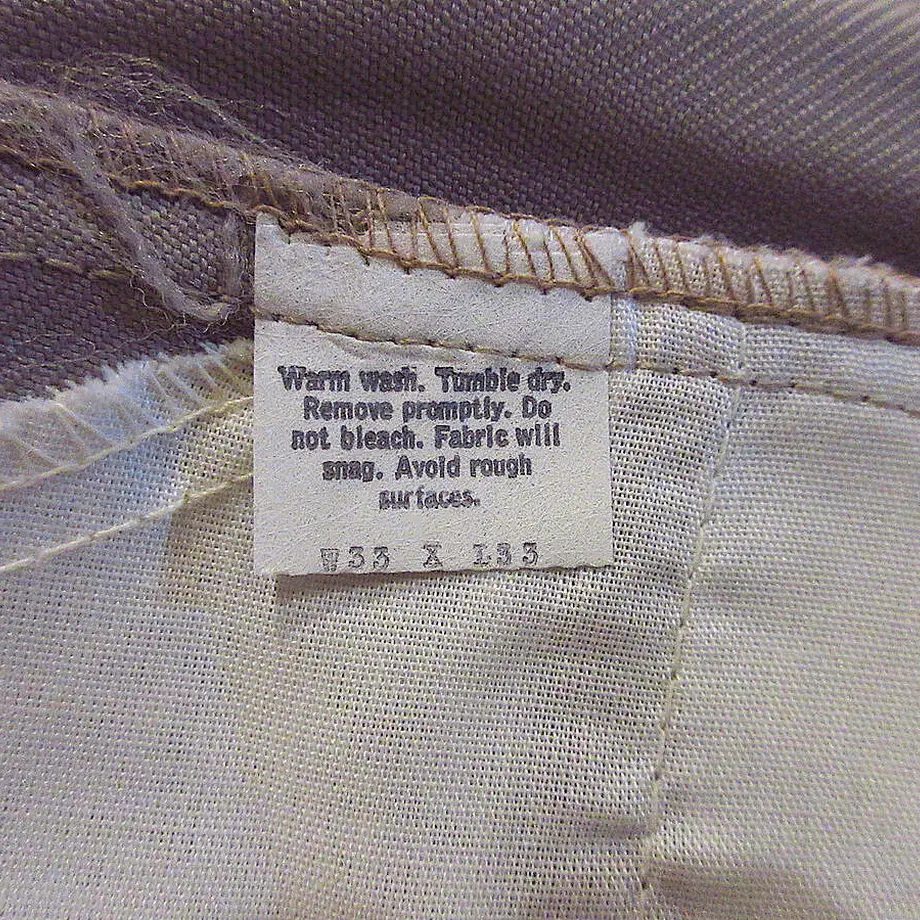 Warm wash. Tumble dry.
Remove promptly. Do
not bleach. Fabric will
snag. Avoid rough
surfaces.
W33 X L33